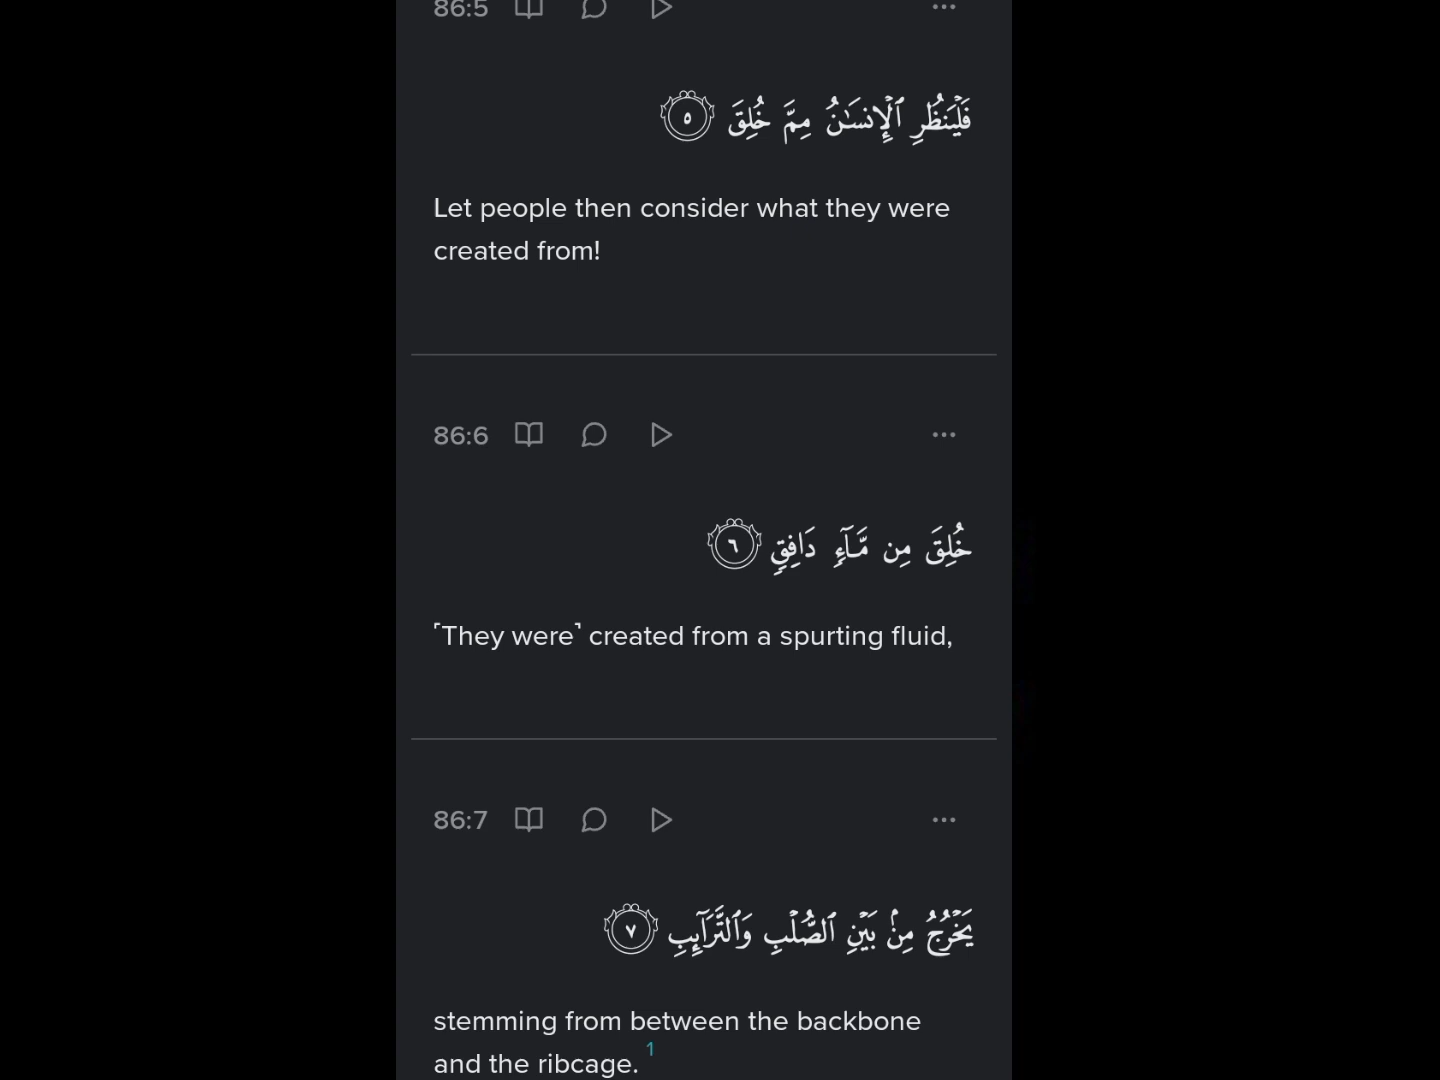 86:5
فَلْيَنظُرِ ٱلْإِنسَـٰنُ مِمَّ خُلِقَ ٥
Let people then consider what they were
created from!
86:6
خُلِقَ مِن مَّآءٍ دَافِقٍ ٦
˹They were˺ created from a spurting fluid,
86:7
يَخْرُجُ مِنۢ بَيْنِ ٱلصُّلْبِ وَٱلتَّرَآئِبِ ٧
stemming from between the backbone
and the ribcage. 1